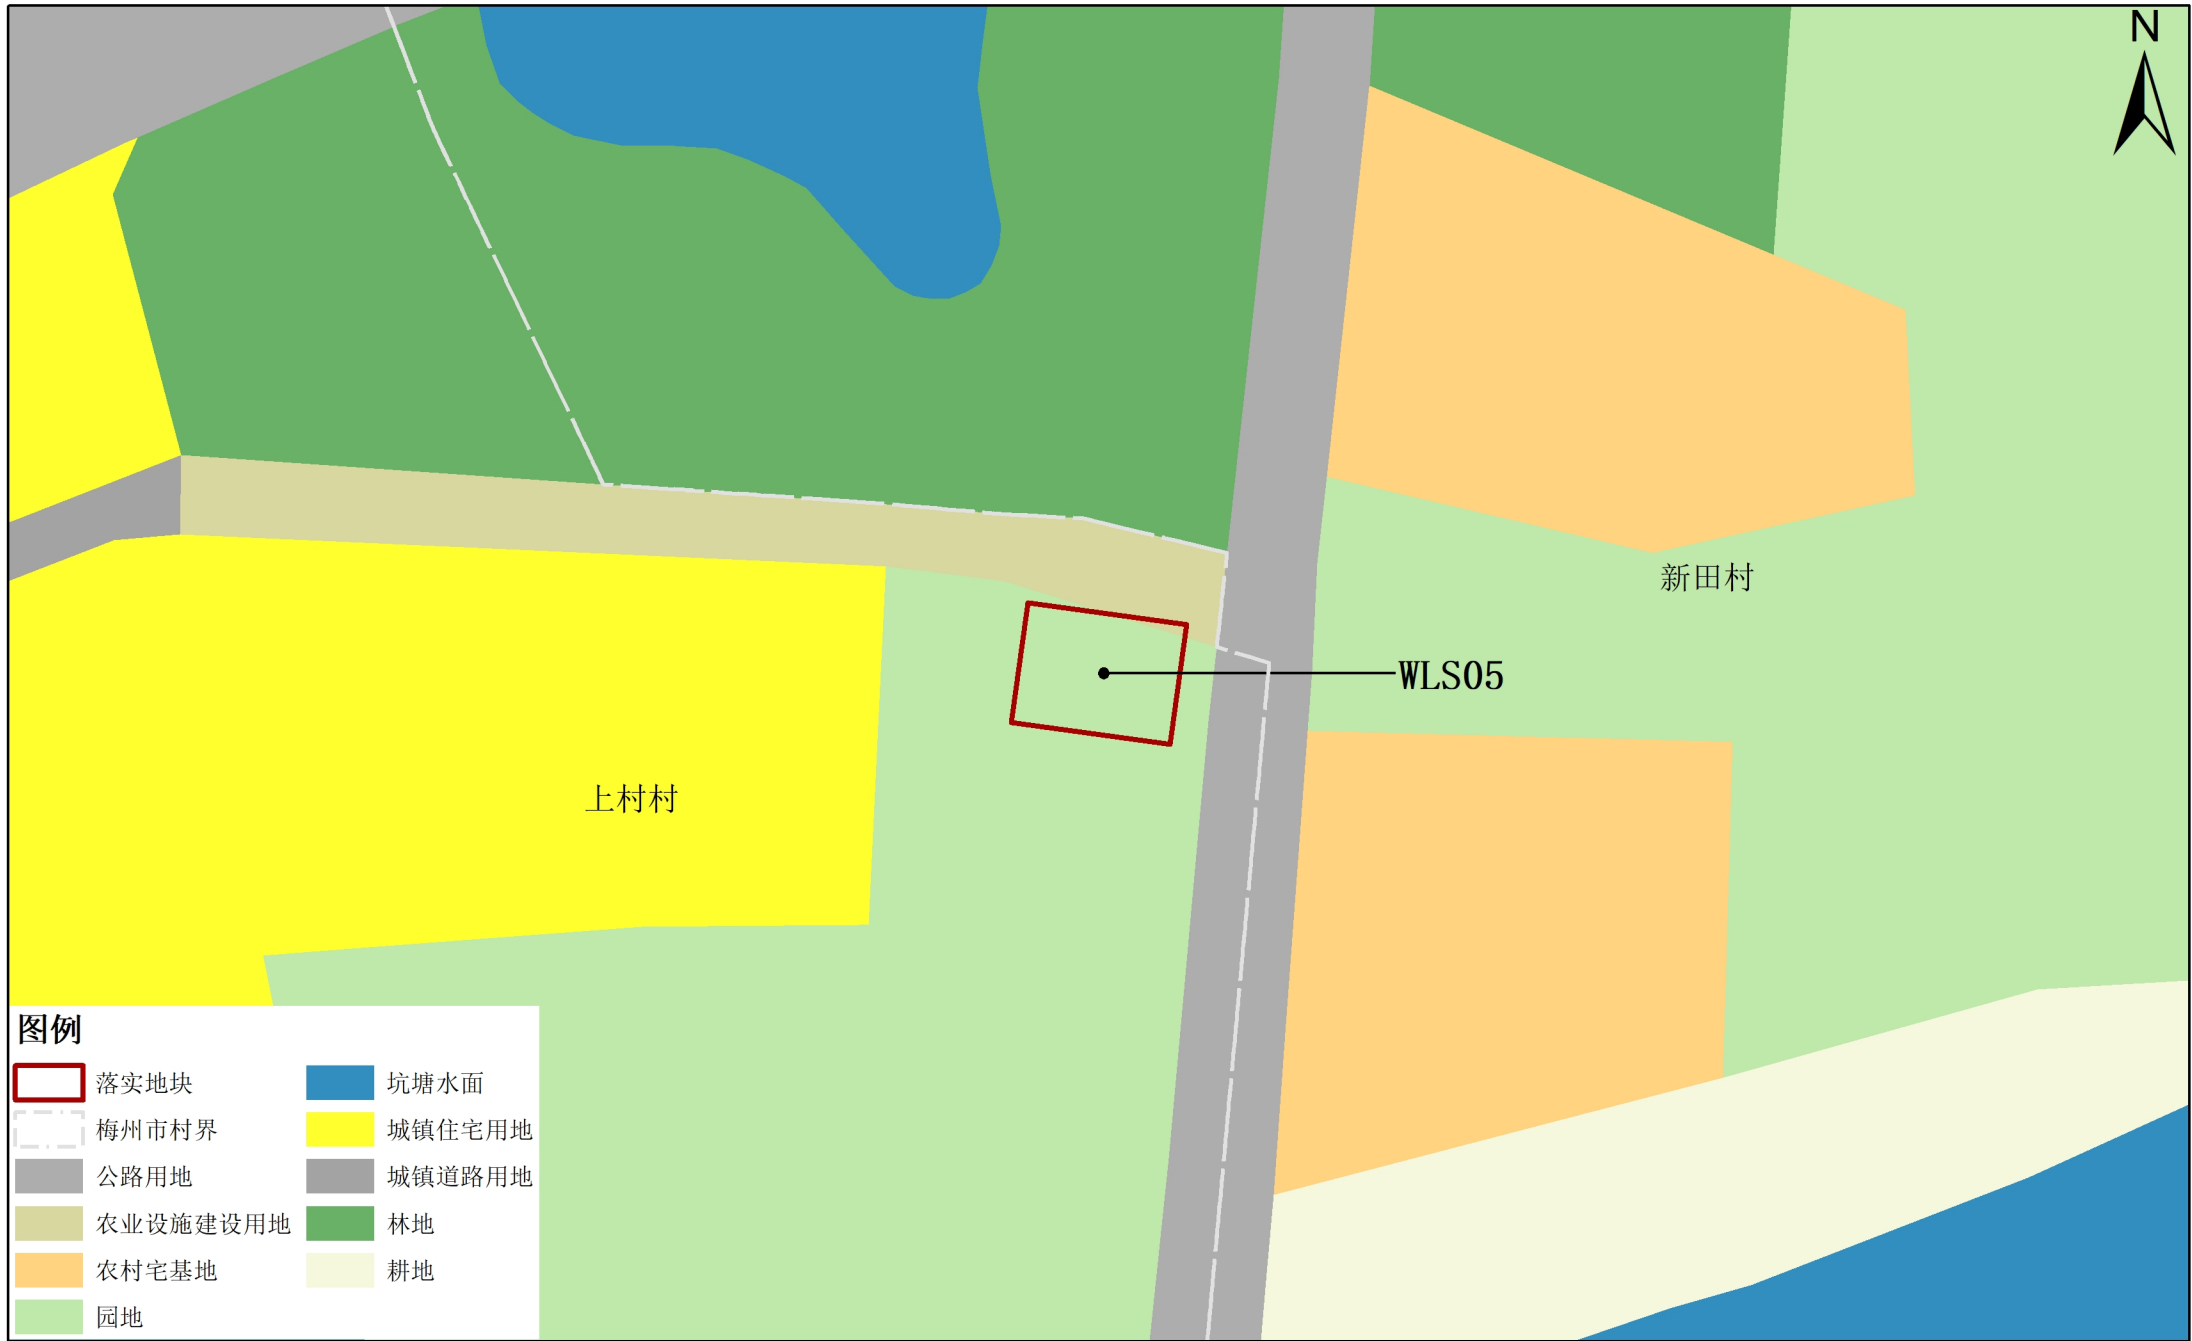 N
新田村
WLS05
上村村
图例
落实地块
坑塘水面
梅州市村界
城镇住宅用地
公路用地
城镇道路用地
农业设施建设用地
林地
农村宅基地
耕地
园地